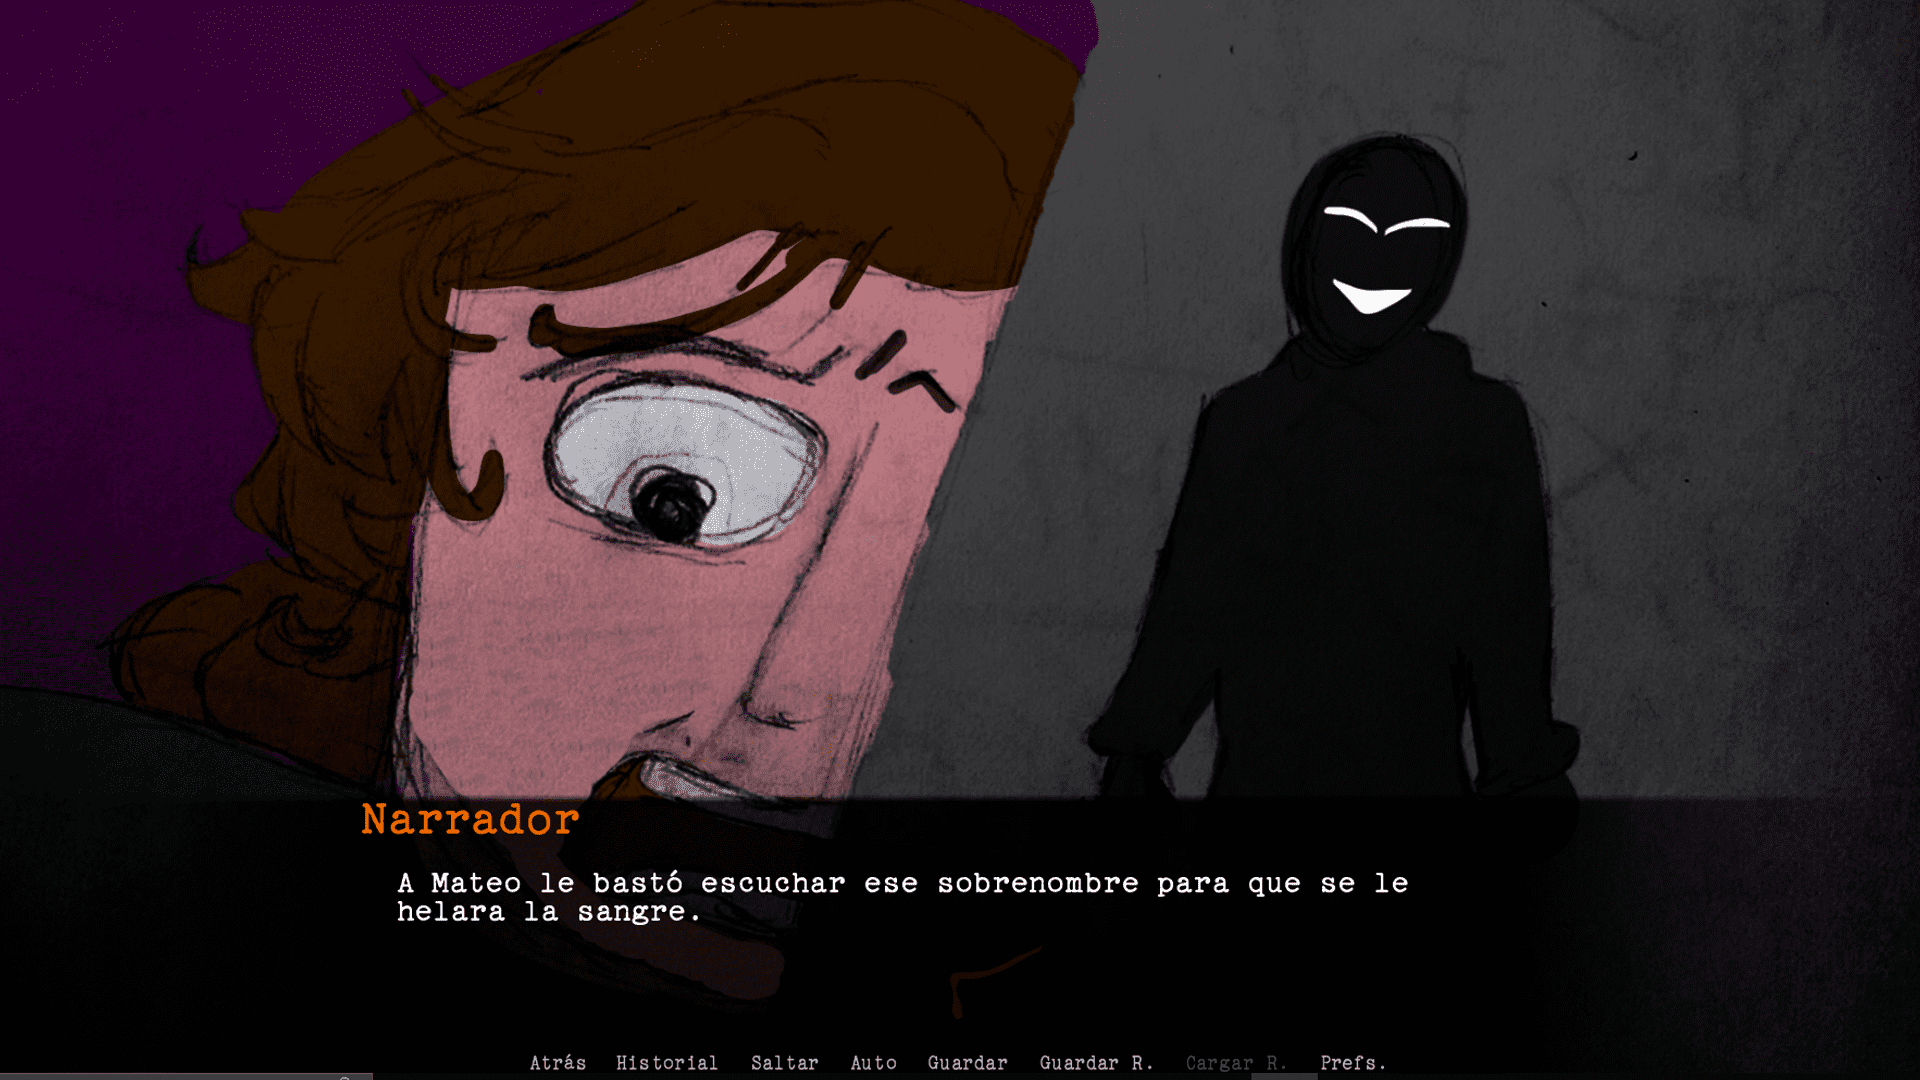 Narrador
A Mateo le bastó escuchar ese sobrenombre para que se le
helara la sangre.
Atrás Historial Saltar Auto Guardar Guardar R. Cargar R. Prefs.